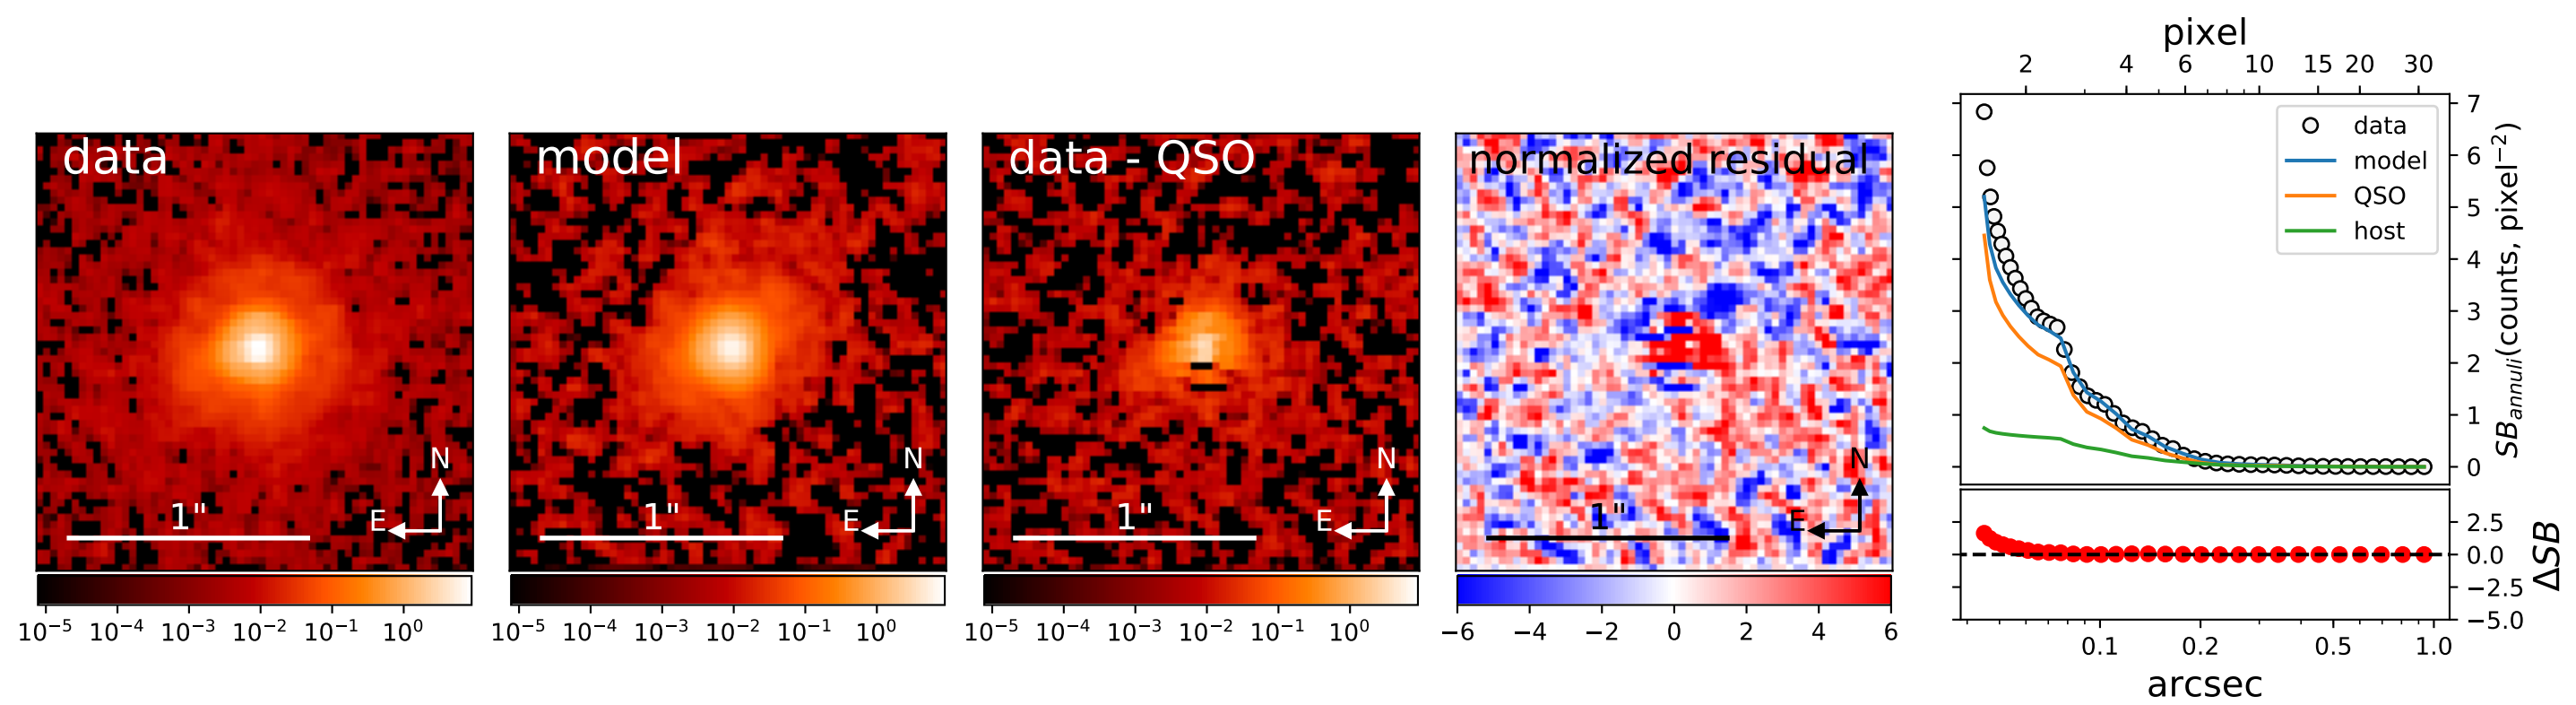 data
N
E
1"
10⁻⁵ 10⁻⁴ 10⁻³ 10⁻² 10⁻¹ 10⁰
model
N
E
1"
10⁻⁵ 10⁻⁴ 10⁻³ 10⁻² 10⁻¹ 10⁰
data - QSO
N
E
1"
10⁻⁵ 10⁻⁴ 10⁻³ 10⁻² 10⁻¹ 10⁰
normalized residual
N
E
1"
−6 −4 −2 0 2 4 6
pixel
2 4 6 10 15 20 30
data
model
QSO
host
7
6
5
4
3
2
1
0
SB_annuli(counts, pixel⁻²)
2.5
0.0
−2.5
−5.0
ΔSB
0.1 0.2 0.5 1.0
arcsec